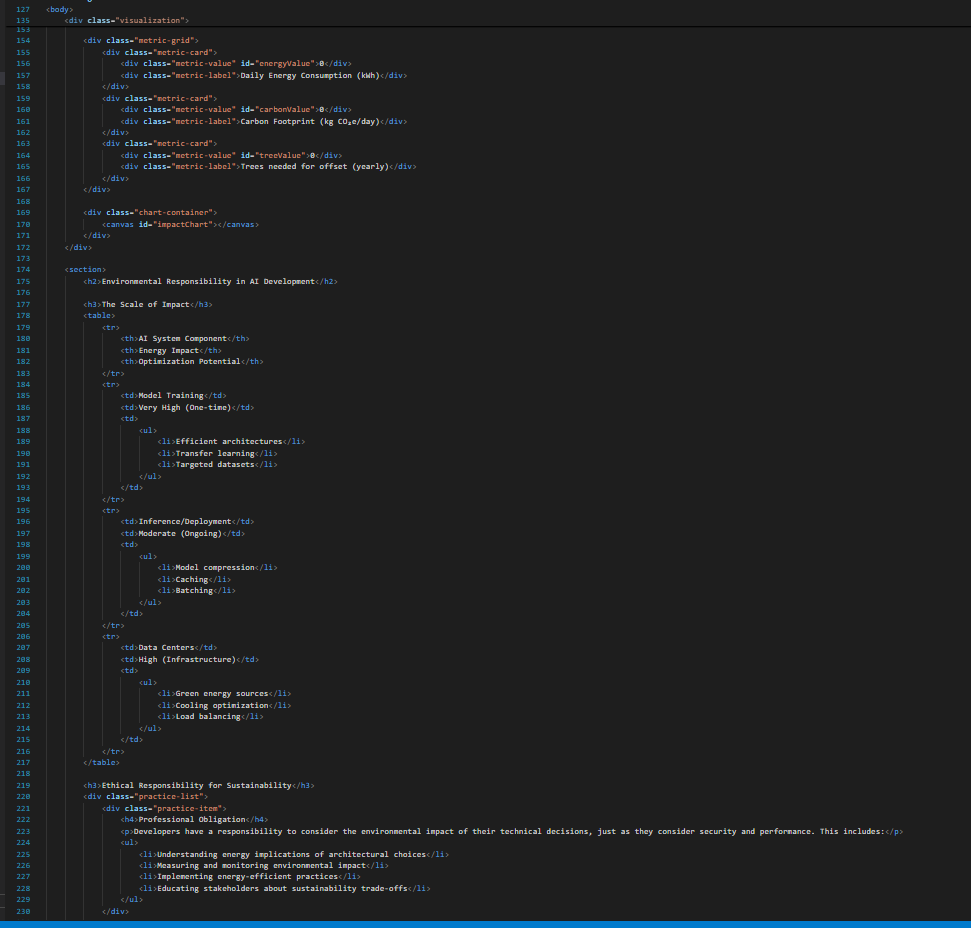 127 <body>
135 <div class="visualization">
153
154 <div class="metric-grid">
155 <div class="metric-card">
156 <div class="metric-value" id="energyValue">0</div>
157 <div class="metric-label">Daily Energy Consumption (kWh)</div>
158 </div>
159 <div class="metric-card">
160 <div class="metric-value" id="carbonValue">0</div>
161 <div class="metric-label">Carbon Footprint (kg CO₂e/day)</div>
162 </div>
163 <div class="metric-card">
164 <div class="metric-value" id="treeValue">0</div>
165 <div class="metric-label">Trees needed for offset (yearly)</div>
166 </div>
167 </div>
168
169 <div class="chart-container">
170 <canvas id="impactChart"></canvas>
171 </div>
172 </div>
173
174 <section>
175 <h2>Environmental Responsibility in AI Development</h2>
176
177 <h3>The Scale of Impact</h3>
178 <table>
179 <tr>
180 <th>AI System Component</th>
181 <th>Energy Impact</th>
182 <th>Optimization Potential</th>
183 </tr>
184 <tr>
185 <td>Model Training</td>
186 <td>Very High (One-time)</td>
187 <td>
188 <ul>
189 <li>Efficient architectures</li>
190 <li>Transfer learning</li>
191 <li>Targeted datasets</li>
192 </ul>
193 </td>
194 </tr>
195 <tr>
196 <td>Inference/Deployment</td>
197 <td>Moderate (Ongoing)</td>
198 <td>
199 <ul>
200 <li>Model compression</li>
201 <li>Caching</li>
202 <li>Batching</li>
203 </ul>
204 </td>
205 </tr>
206 <tr>
207 <td>Data Centers</td>
208 <td>High (Infrastructure)</td>
209 <td>
210 <ul>
211 <li>Green energy sources</li>
212 <li>Cooling optimization</li>
213 <li>Load balancing</li>
214 </ul>
215 </td>
216 </tr>
217 </table>
218
219 <h3>Ethical Responsibility for Sustainability</h3>
220 <div class="practice-list">
221 <div class="practice-item">
222 <h4>Professional Obligation</h4>
223 <p>Developers have a responsibility to consider the environmental impact of their technical decisions, just as they consider security and performance. This includes:</p>
224 <ul>
225 <li>Understanding energy implications of architectural choices</li>
226 <li>Measuring and monitoring environmental impact</li>
227 <li>Implementing energy-efficient practices</li>
228 <li>Educating stakeholders about sustainability trade-offs</li>
229 </ul>
230 </div>